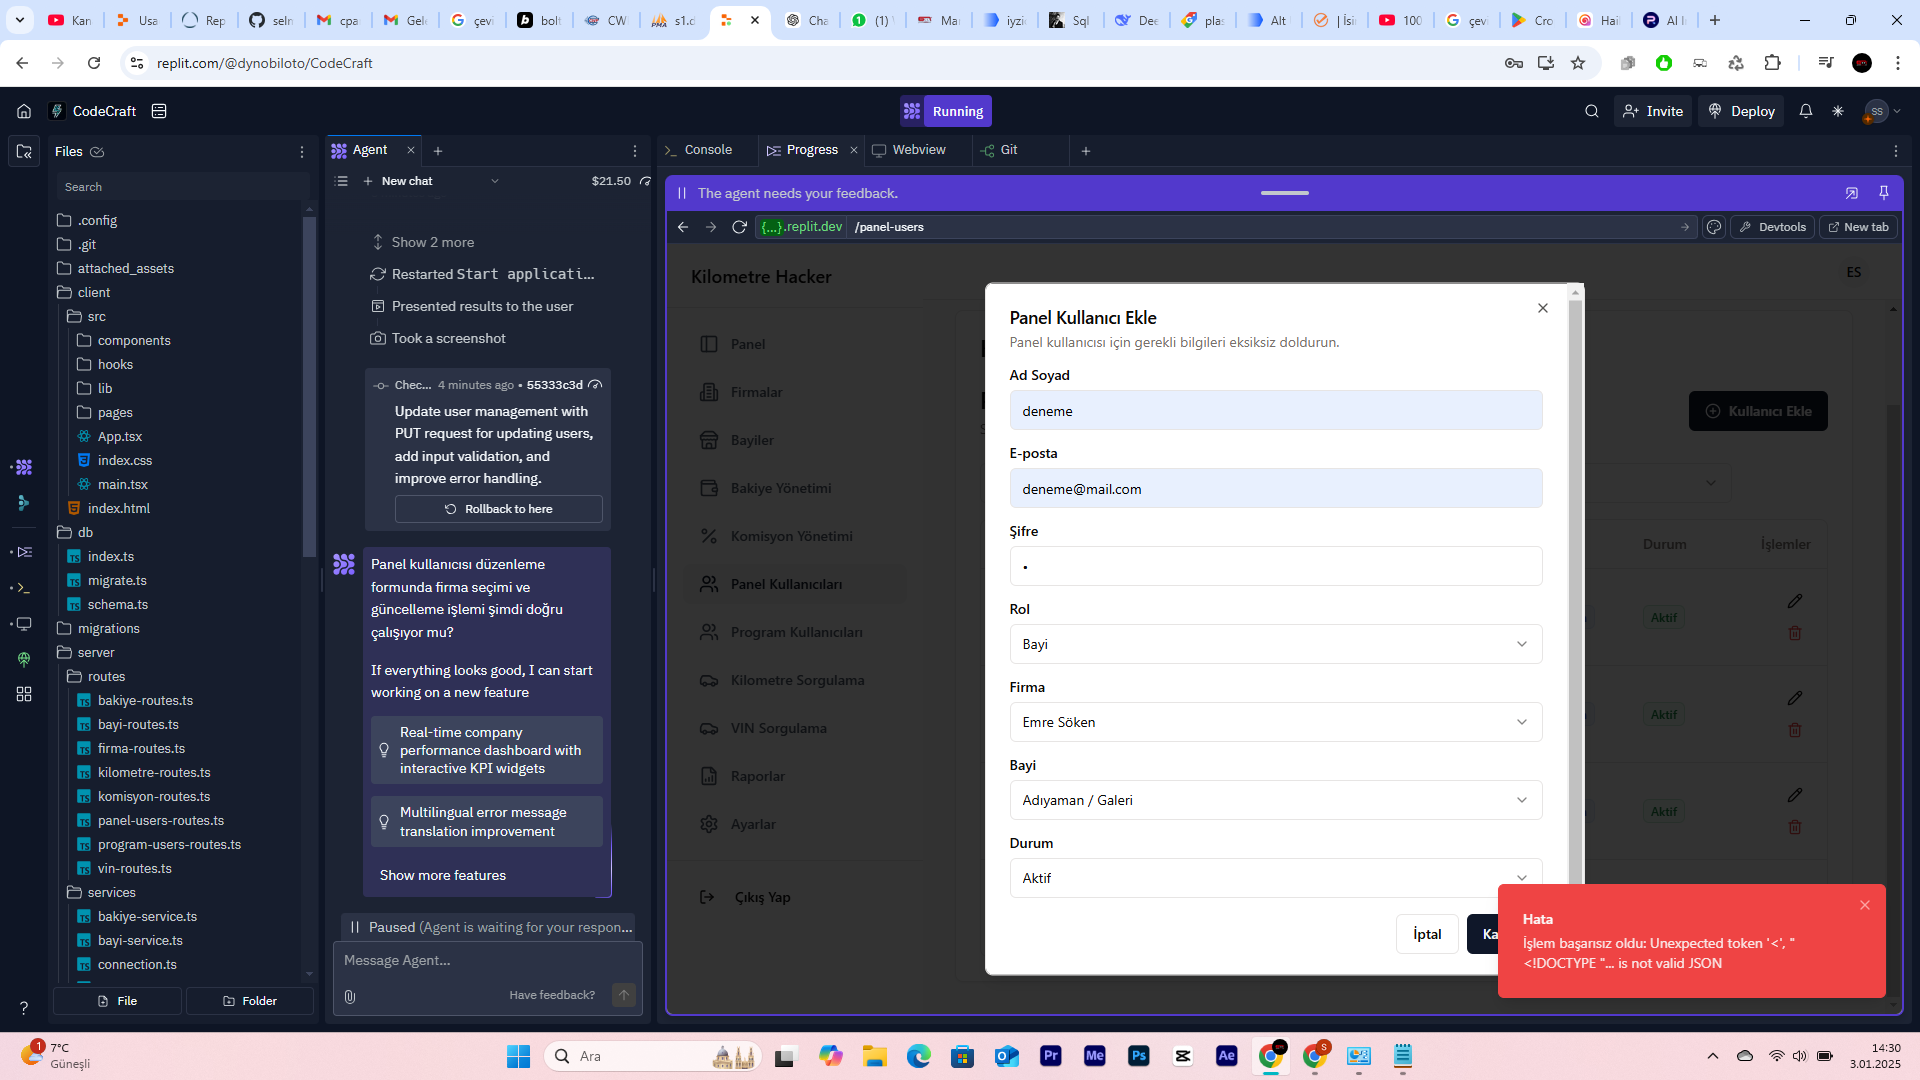 Kan
Usa
Rep
seln
cpa
Gele
çevi
bolt
CW
s1.d
Cha
(1)
Mar
iyzic
Sql
Dee
plas
Alt
| İsi
100
çevi
Cro
Hail
AI I
replit.com/@dynobiloto/CodeCraft
CodeCraft
Running
Invite
Deploy
SS
Files
Agent
Console
Progress
Webview
Git
Search
New chat
$21.50
The agent needs your feedback.
{...}.replit.dev
/panel-users
Devtools
New tab
.config
.git
attached_assets
client
src
components
hooks
lib
pages
App.tsx
index.css
main.tsx
index.html
db
index.ts
migrate.ts
schema.ts
migrations
server
routes
bakiye-routes.ts
bayi-routes.ts
firma-routes.ts
kilometre-routes.ts
komisyon-routes.ts
panel-users-routes.ts
program-users-routes.ts
vin-routes.ts
services
bakiye-service.ts
bayi-service.ts
connection.ts
File
Folder
Show 2 more
Restarted Start applicati...
Presented results to the user
Took a screenshot
Chec... 4 minutes ago • 55333c3d
Update user management with
PUT request for updating users,
add input validation, and
improve error handling.
Rollback to here
Panel kullanıcısı düzenleme
formunda firma seçimi ve
güncelleme işlemi şimdi doğru
çalışıyor mu?
If everything looks good, I can start
working on a new feature
Real-time company
performance dashboard with
interactive KPI widgets
Multilingual error message
translation improvement
Show more features
Paused (Agent is waiting for your respon...
Message Agent...
Have feedback?
Kilometre Hacker
ES
Panel
Firmalar
Bayiler
Bakiye Yönetimi
Komisyon Yönetimi
Panel Kullanıcıları
Program Kullanıcıları
Kilometre Sorgulama
VIN Sorgulama
Raporlar
Ayarlar
Çıkış Yap
Kullanıcı Ekle
Durum
İşlemler
Aktif
Aktif
Aktif
Panel Kullanıcı Ekle
Panel kullanıcısı için gerekli bilgileri eksiksiz doldurun.
Ad Soyad
deneme
E-posta
deneme@mail.com
Şifre
•
Rol
Bayi
Firma
Emre Söken
Bayi
Adıyaman / Galeri
Durum
Aktif
İptal
Ka
Hata
İşlem başarısız oldu: Unexpected token '<', "
<!DOCTYPE "... is not valid JSON
?
1
7°C
Güneşli
Ara
Pr
Me
Ps
Ae
S
14:30
3.01.2025